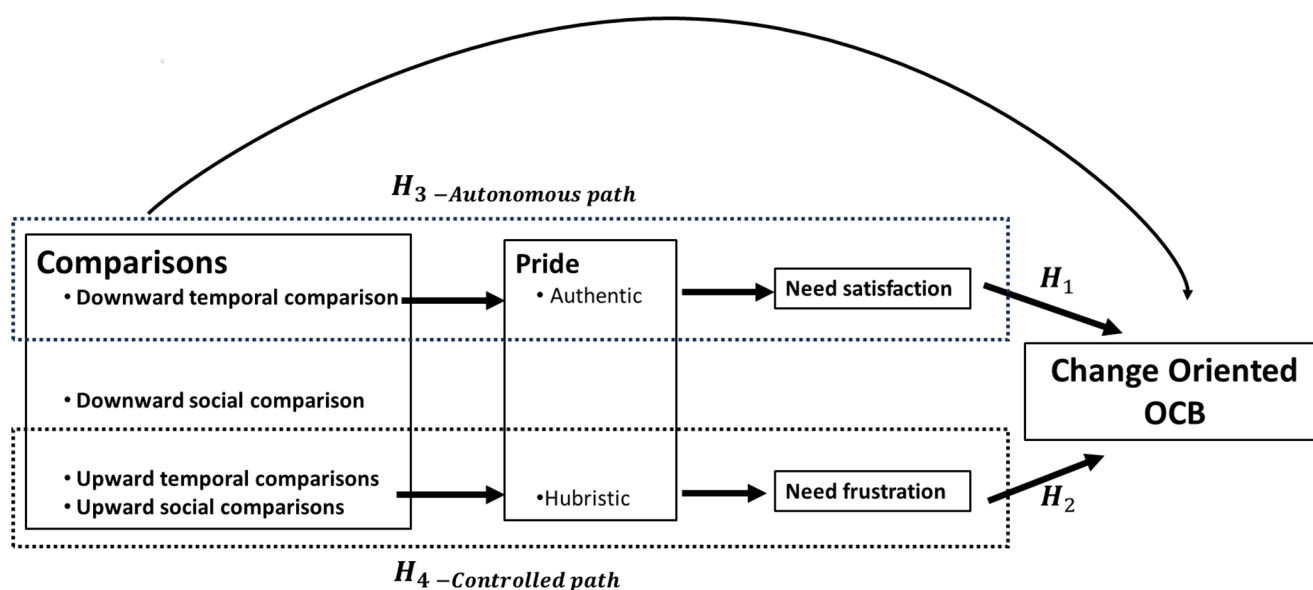 H₃ –Autonomous path
Comparisons
• Downward temporal comparison
• Downward social comparison
• Upward temporal comparisons
• Upward social comparisons
Pride
• Authentic
•Hubristic
Need satisfaction
Need frustration
H₁
Change Oriented
OCB
H₂
H₄ –Controlled path